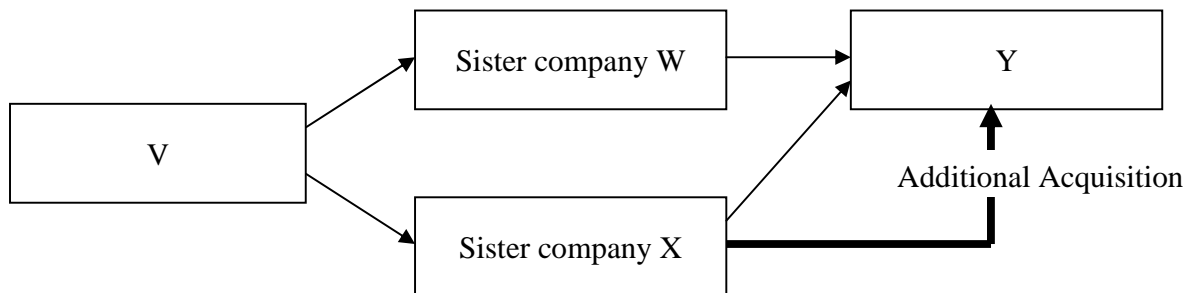 Sister company W
Y
V
Additional Acquisition
Sister company X